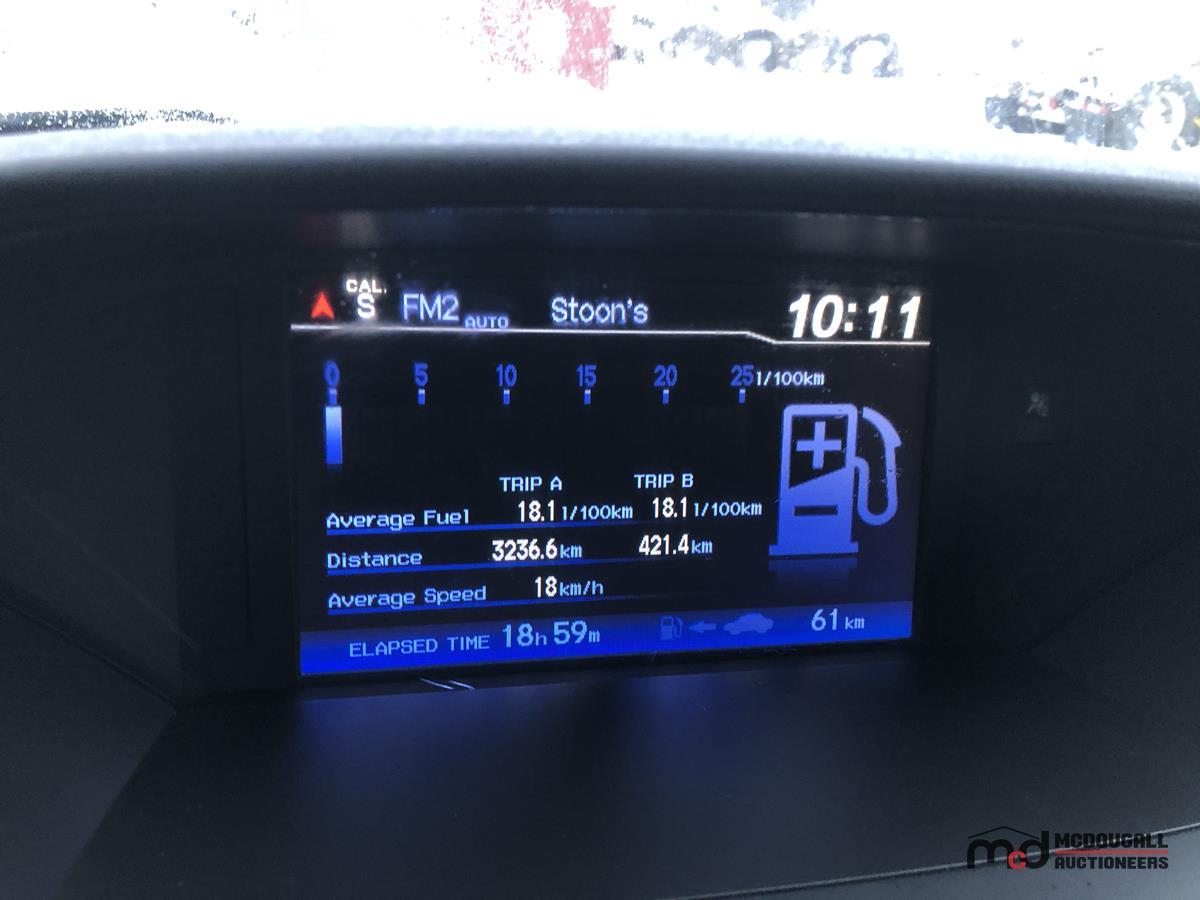 CAL.
S FM2 AUTO Stoon's 10:11
0 5 10 15 20 25 l/100km
TRIP A TRIP B
Average Fuel 18.1 l/100km 18.1 l/100km
Distance 3236.6 km 421.4 km
Average Speed 18 km/h
ELAPSED TIME 18h 59m 61 km
mcd MCDOUGALL
AUCTIONEERS